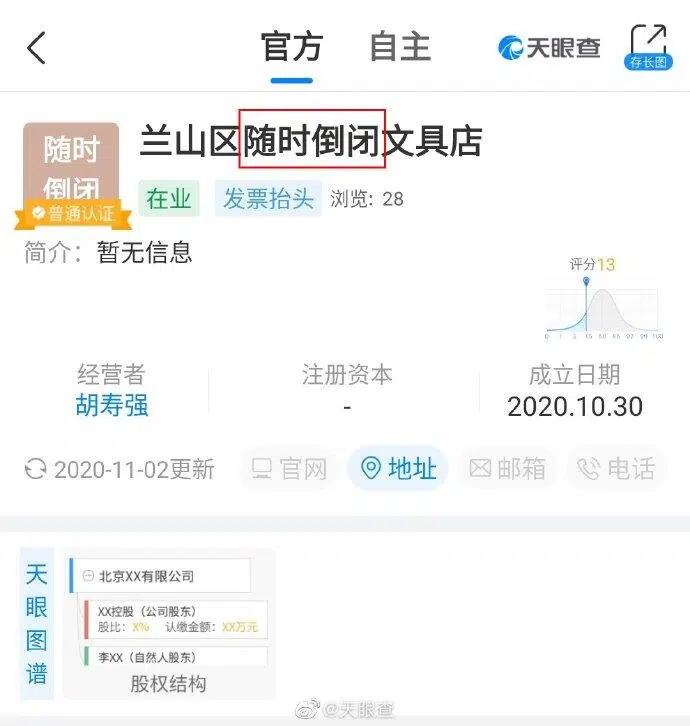 官方 自主 天眼查 存长图
随时
倒闭
普通认证
兰山区随时倒闭文具店
在业 发票抬头 浏览: 28
简介: 暂无信息
评分13
经营者 注册资本 成立日期
胡寿强 - 2020.10.30
2020-11-02更新 官网 地址 邮箱 电话
天眼图谱
北京XX有限公司
XX控股（公司股东）
股比: X% 认缴金额: XX万元
李XX（自然人股东）
股权结构
@天眼查